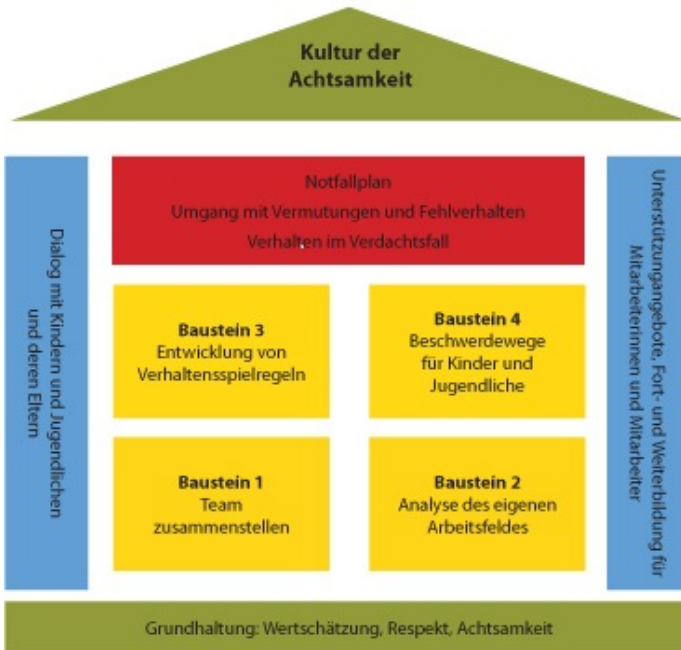 Kultur der
Achtsamkeit
Dialog mit Kindern und Jugendlichen
und deren Eltern
Notfallplan
Umgang mit Vermutungen und Fehlverhalten
Verhalten im Verdachtsfall
Baustein 3
Entwicklung von
Verhaltensspielregeln
Baustein 4
Beschwerdewege
für Kinder und
Jugendliche
Baustein 1
Team
zusammenstellen
Baustein 2
Analyse des eigenen
Arbeitsfeldes
Unterstützungangebote, Fort- und Weiterbildung für
Mitarbeiterinnen und Mitarbeiter
Grundhaltung: Wertschätzung, Respekt, Achtsamkeit